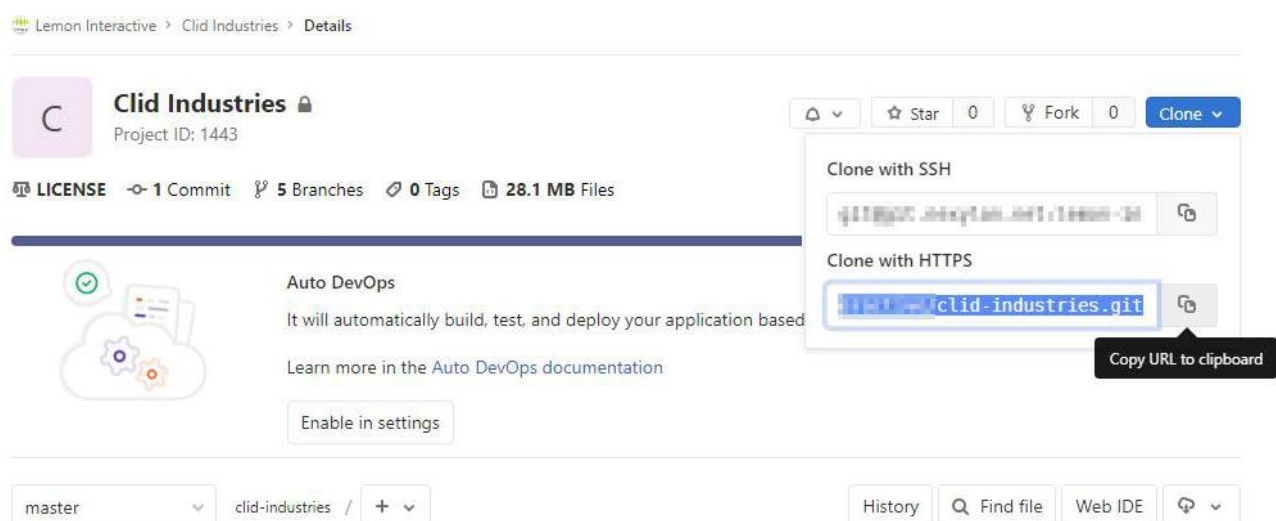 Lemon Interactive > Clid Industries > Details
C
Clid Industries
Project ID: 1443
Star 0
Fork 0
Clone
LICENSE 1 Commit 5 Branches 0 Tags 28.1 MB Files
Clone with SSH
Clone with HTTPS
clid-industries.git
Copy URL to clipboard
Auto DevOps
It will automatically build, test, and deploy your application based
Learn more in the Auto DevOps documentation
Enable in settings
master clid-industries / + History Find file Web IDE